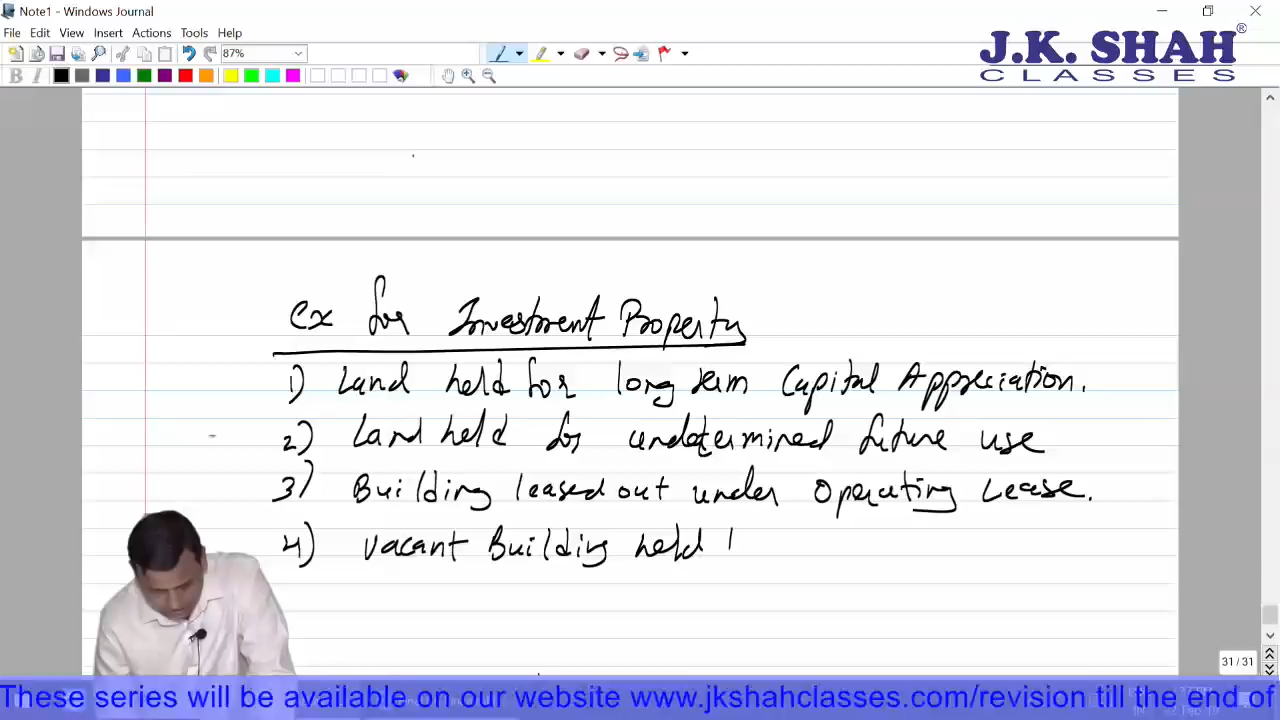 Note1 - Windows Journal
File Edit View Insert Actions Tools Help
87%
B I
J.K. SHAH®
CLASSES
ex for Investment Property
1) Land held for long term Capital Appreciation.
2) Land held for undetermined future use
3) Building leased out under Operating Lease.
4) Vacant Building held
31 / 31
These series will be available on our website www.jkshahclasses.com/revision till the end of